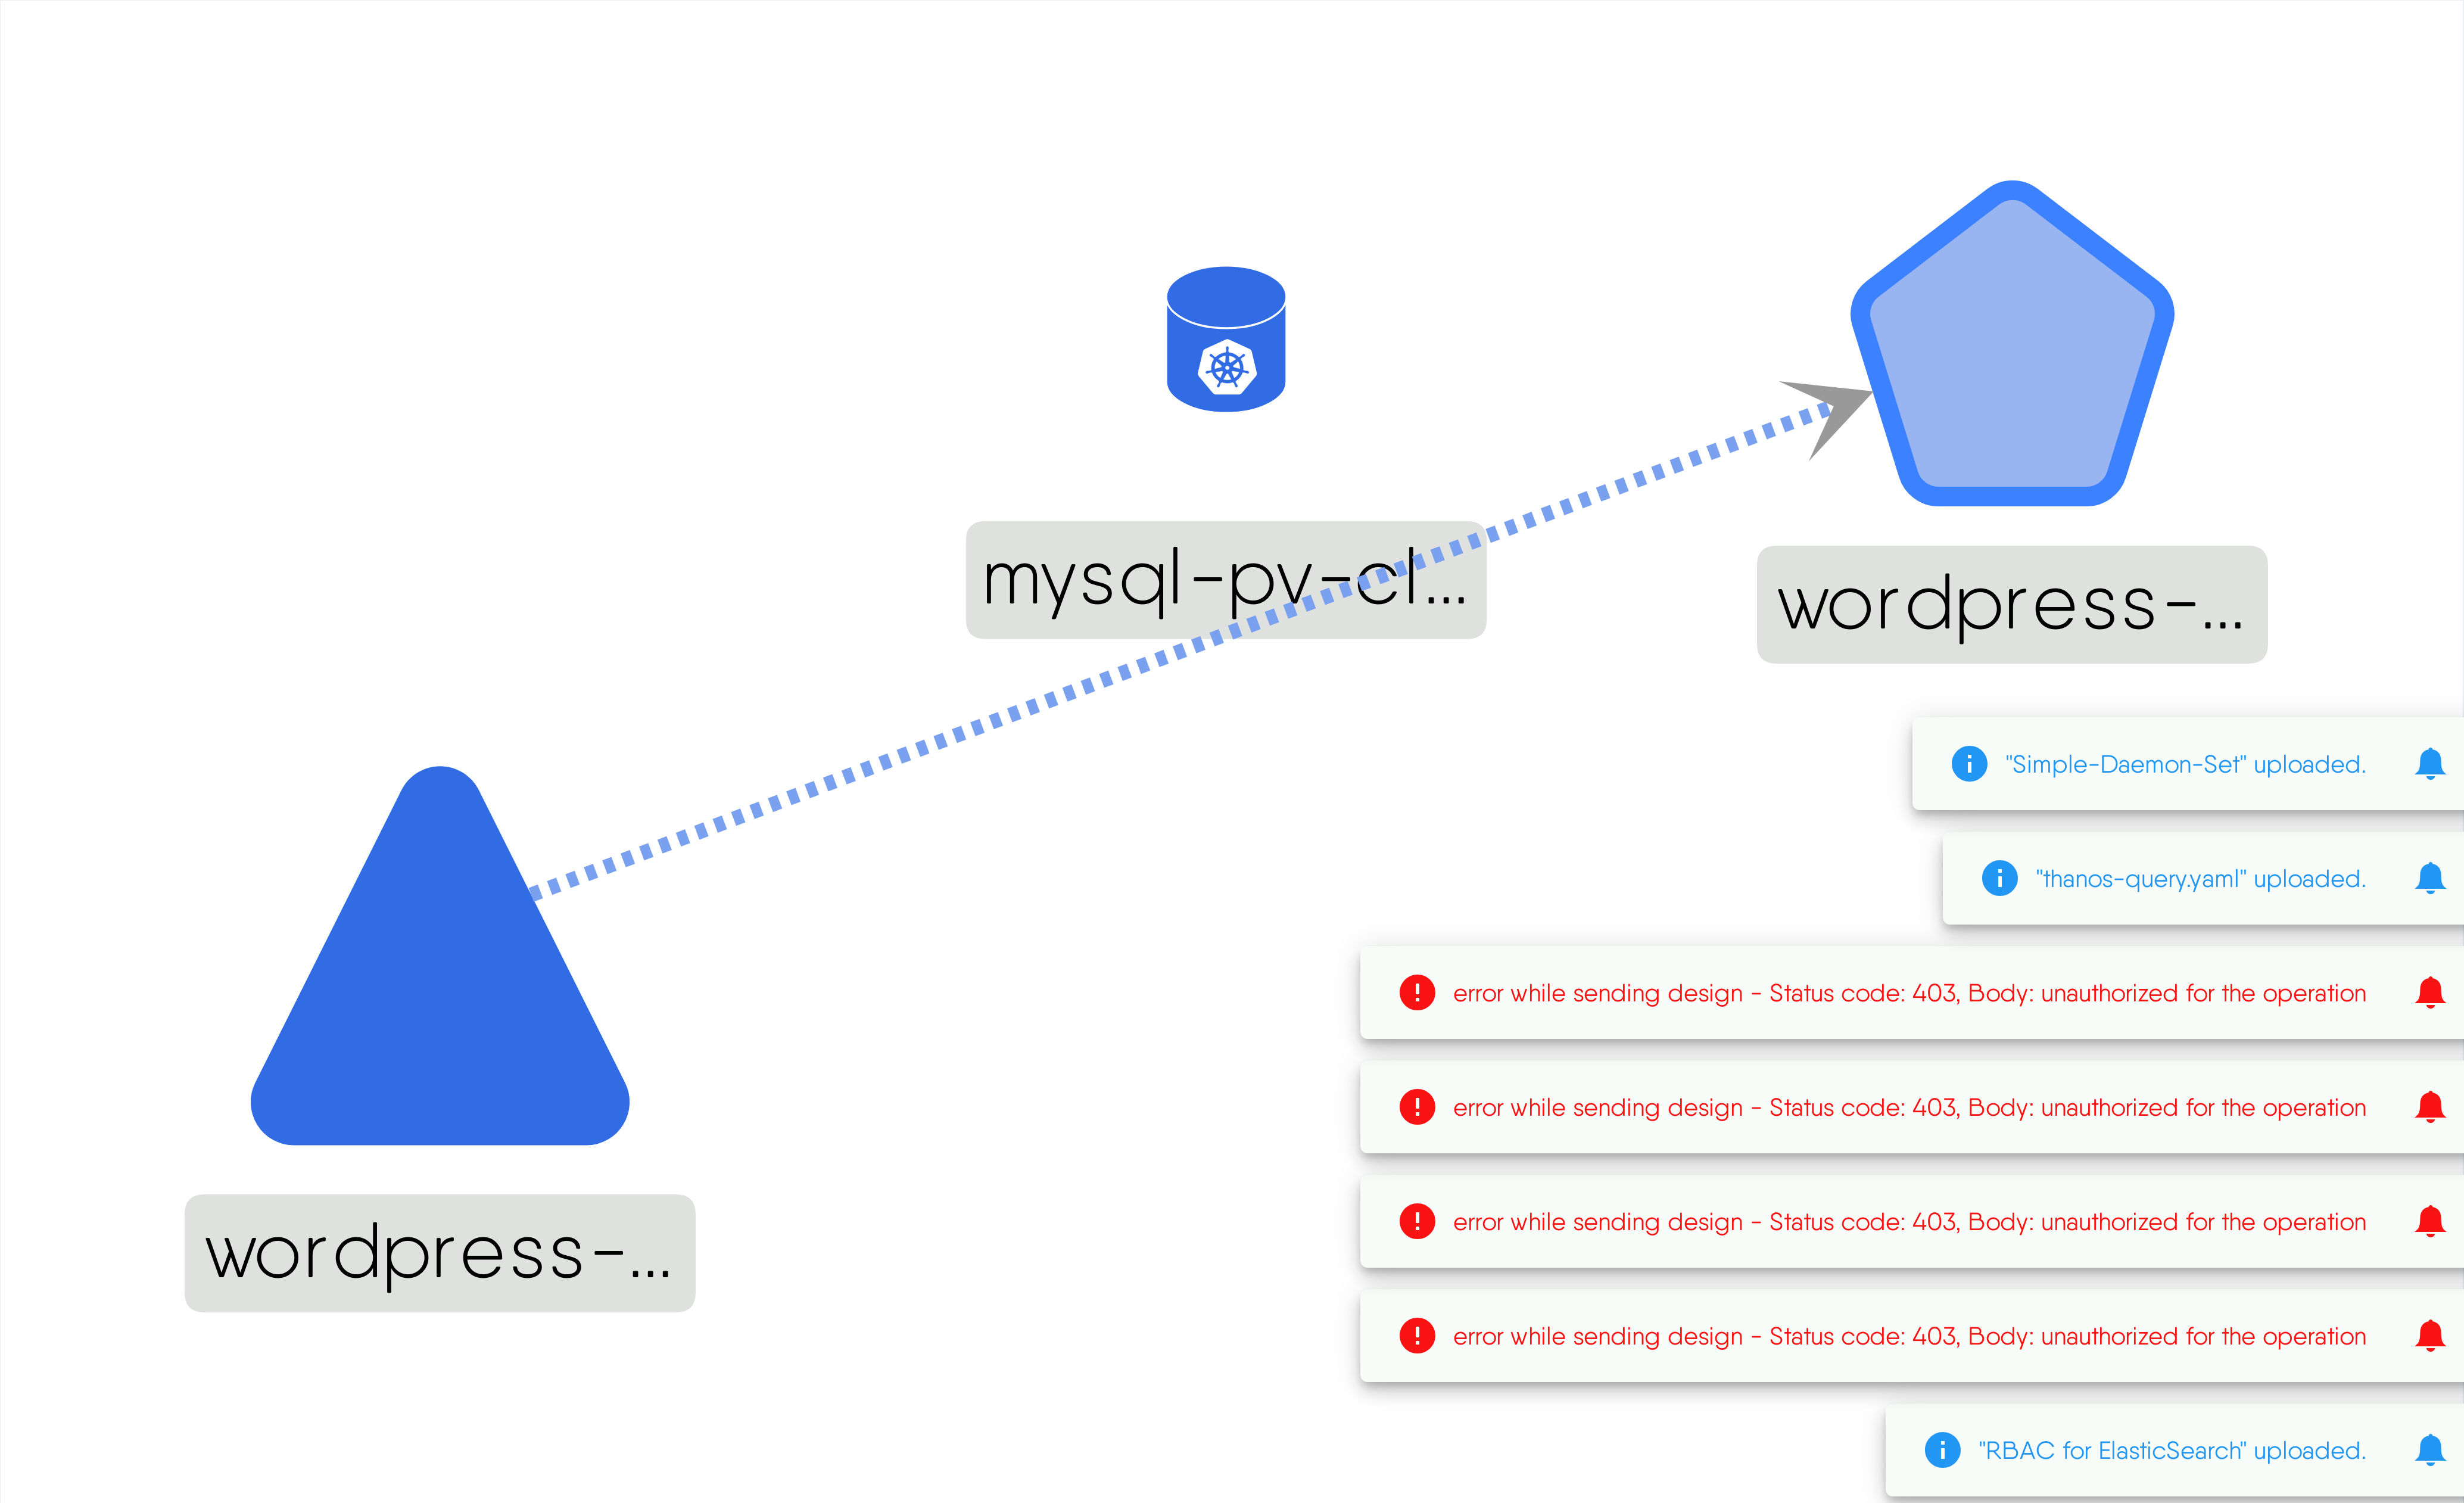 mysql-pv-cl...
wordpress-...
"Simple-Daemon-Set" uploaded.
"thanos-query.yaml" uploaded.
error while sending design - Status code: 403, Body: unauthorized for the operation
error while sending design - Status code: 403, Body: unauthorized for the operation
error while sending design - Status code: 403, Body: unauthorized for the operation
error while sending design - Status code: 403, Body: unauthorized for the operation
"RBAC for ElasticSearch" uploaded.
wordpress-...